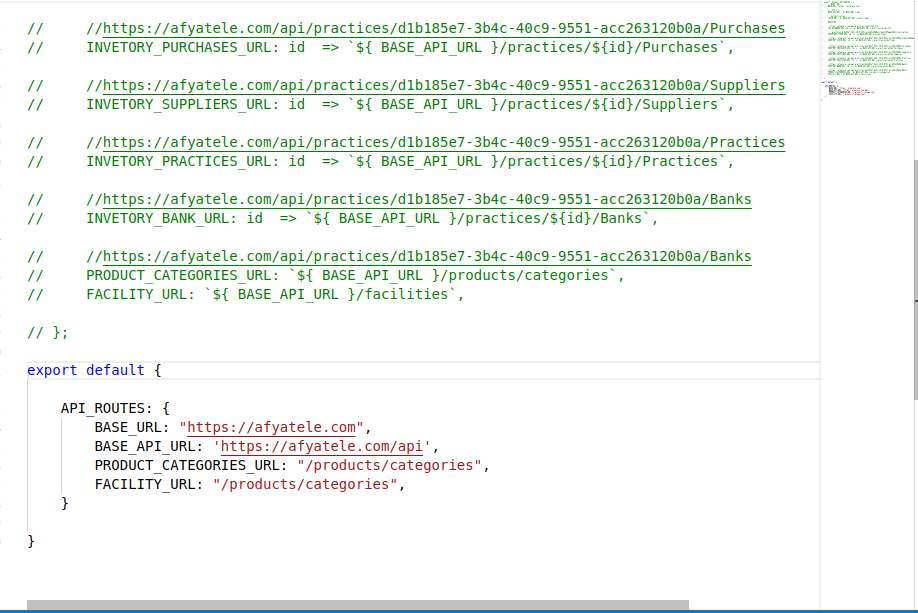 //     //https://afyatele.com/api/practices/d1b185e7-3b4c-40c9-9551-acc263120b0a/Purchases
//     INVETORY_PURCHASES_URL: id  => `${ BASE_API_URL }/practices/${id}/Purchases`,
//     //https://afyatele.com/api/practices/d1b185e7-3b4c-40c9-9551-acc263120b0a/Suppliers
//     INVETORY_SUPPLIERS_URL: id  => `${ BASE_API_URL }/practices/${id}/Suppliers`,
//     //https://afyatele.com/api/practices/d1b185e7-3b4c-40c9-9551-acc263120b0a/Practices
//     INVETORY_PRACTICES_URL: id  => `${ BASE_API_URL }/practices/${id}/Practices`,
//     //https://afyatele.com/api/practices/d1b185e7-3b4c-40c9-9551-acc263120b0a/Banks
//     INVETORY_BANK_URL: id  => `${ BASE_API_URL }/practices/${id}/Banks`,
//     //https://afyatele.com/api/practices/d1b185e7-3b4c-40c9-9551-acc263120b0a/Banks
//     PRODUCT_CATEGORIES_URL: `${ BASE_API_URL }/products/categories`,
//     FACILITY_URL: `${ BASE_API_URL }/facilities`,
// };
export default {
    API_ROUTES: {
        BASE_URL: "https://afyatele.com",
        BASE_API_URL: 'https://afyatele.com/api',
        PRODUCT_CATEGORIES_URL: "/products/categories",
        FACILITY_URL: "/products/categories",
    }
}